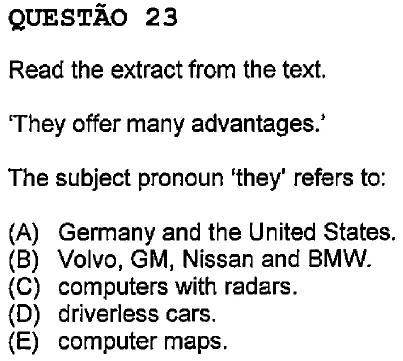 QUESTÃO 23
Read the extract from the text.
'They offer many advantages.'
The subject pronoun 'they' refers to:
(A) Germany and the United States.
(B) Volvo, GM, Nissan and BMW.
(C) computers with radars.
(D) driverless cars.
(E) computer maps.